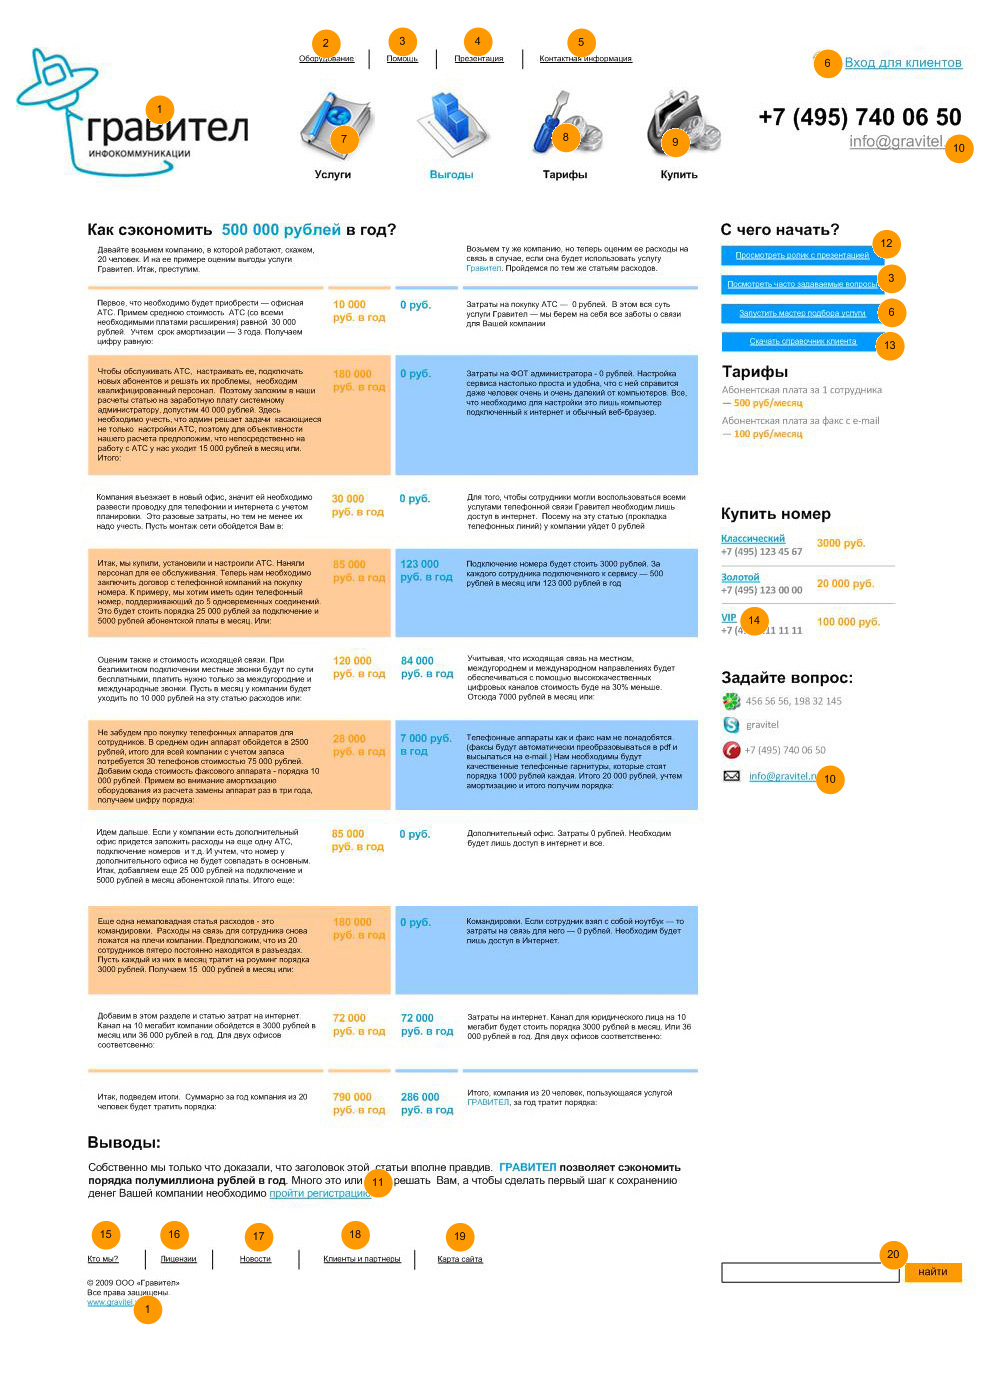 2
3
4
5
Оборудование
Помощь
Презентация
Контактная информация
6
Вход для клиентов
1
гравител
ИНФОКОММУНИКАЦИИ
7
8
9
+7 (495) 740 06 50
info@gravitel.
10
Услуги
Выгоды
Тарифы
Купить
Как сэкономить 500 000 рублей в год?
Давайте возьмем компанию, в которой работают, скажем,
20 человек. И на ее примере оценим выгоды услуги
Гравител. Итак, преступим.
Возьмем ту же компанию, но теперь оценим ее расходы на
связь в случае, если она будет использовать услугу
Гравител. Пройдемся по тем же статьям расходов.
Первое, что необходимо будет приобрести — офисная
АТС. Примем среднюю стоимость АТС (со всеми
необходимыми платами расширения) равной 30 000
рублей. Учтем срок амортизации — 3 года. Получаем
цифру равную:
10 000
руб. в год
0 руб.
Затраты на покупку АТС — 0 рублей. В этом вся суть
услуги Гравител — мы берем на себя все заботы о связи
для Вашей компании
Чтобы обслуживать АТС, настраивать ее, подключать
новых абонентов и решать их проблемы, необходим
квалифицированный персонал. Поэтому заложим в наши
расчеты статью на заработную плату системному
администратору, допустим 40 000 рублей. Здесь
необходимо учесть, что админ решает задачи касающиеся
не только настройки АТС, поэтому для объективности
нашего расчета предположим, что непосредственно на
работу с АТС у нас уходит 15 000 рублей в месяц или.
Итого:
180 000
руб. в год
0 руб.
Затраты на ФОТ администратора - 0 рублей. Настройка
сервиса настолько проста и удобна, что с ней справится
даже человек очень и очень далекий от компьютеров. Все,
что необходимо для настройки это лишь компьютер
подключенный к интернет и обычный веб-браузер.
Компания въезжает в новый офис, значит ей необходимо
развести проводку для телефонии и интернета с учетом
планировки. Это разовые затраты, но тем не менее их
надо учесть. Пусть монтаж сети обойдется Вам в:
30 000
руб. в год
0 руб.
Для того, чтобы сотрудники могли воспользоваться всеми
услугами телефонной связи Гравител необходим лишь
доступ в интернет. Посему на эту статью (прокладка
телефонных линий) у компании уйдет 0 рублей
Итак, мы купили, установили и настроили АТС. Наняли
персонал для ее обслуживания. Теперь нам необходимо
заключить договор с телефонной компаний на покупку
номера. К примеру, мы хотим иметь один телефонный
номер, поддерживающий до 5 одновременных соединений.
Это будет стоить порядка 25 000 рублей за подключение и
5000 рублей абонентской платы в месяц. Или:
85 000
руб. в год
123 000
руб. в год
Подключение номера будет стоить 3000 рублей. За
каждого сотрудника подключенного к сервису — 500
рублей в месяц или 123 000 рублей в год
Оценим также и стоимость исходящей связи. При
безлимитном подключении местные звонки будут по сути
бесплатными, платить нужно только за междугородние и
международные звонки. Пусть в месяц у компании будет
уходить по 10 000 рублей на эту статью расходов или:
120 000
руб. в год
84 000
руб. в год
Учитывая, что исходящая связь на местном,
междугороднем и международном направлениях будет
обеспечиваться с помощью высококачественных
цифровых каналов стоимость буде на 30% меньше.
Отсюда 7000 рублей в месяц или:
Не забудем про покупку телефонных аппаратов для
сотрудников. В среднем один аппарат обойдется в 2500
рублей, итого для всей компании с учетом запаса
потребуется 30 телефонов стоимостью 75 000 рублей.
Добавим сюда стоимость факсового аппарата - порядка 10
000 рублей. Примем во внимание амортизацию
оборудования из расчета замены аппарат раз в три года,
получаем цифру порядка:
28 000
руб. в год
7 000 руб.
в год
Телефонные аппараты как и факс нам не понадобятся.
(факсы будут автоматически преобразовываться в pdf и
высылаться на e-mail.) Нам необходимы будут
качественные телефонные гарнитуры, которые стоят
порядка 1000 рублей каждая. Итого 20 000 рублей, учтем
амортизацию и итого получим порядка:
Идем дальше. Если у компании есть дополнительный
офис придется заложить расходы на еще одну АТС,
подключение номеров и т.д. И учтем, что номер у
дополнительного офиса не будет совпадать в основным.
Итак, добавляем еще 25 000 рублей на подключение и
5000 рублей в месяц абонентской платы. Итого еще:
85 000
руб. в год
0 руб.
Дополнительный офис. Затраты 0 рублей. Необходим
будет лишь доступ в интернет и все.
Еще одна немаловадная статья расходов - это
командировки. Расходы на связь для сотрудника снова
ложатся на плечи компании. Предположим, что из 20
сотрудников пятеро постоянно находятся в разъездах.
Пусть каждый из них в месяц тратит на роуминг порядка
3000 рублей. Получаем 15 000 рублей в месяц или:
180 000
руб. в год
0 руб.
Командировки. Если сотрудник взял с собой ноутбук — то
затраты на связь для него — 0 рублей. Необходим будет
лишь доступ в Интернет.
Добавим в этом разделе и статью затрат на интернет.
Канал на 10 мегабит компании обойдется в 3000 рублей в
месяц или 36 000 рублей в год. Для двух офисов
соответсвенно:
72 000
руб. в год
72 000
руб. в год
Затраты на интернет. Канал для юридического лица на 10
мегабит будет стоить порядка 3000 рублей в месяц. Или 36
000 рублей в год. Для двух офисов соответственно:
Итак, подведем итоги. Суммарно за год компания из 20
человек будет тратить порядка:
790 000
руб. в год
286 000
руб. в год
Итого, компания из 20 человек, пользующаяся услугой
ГРАВИТЕЛ, за год тратит порядка:
Выводы:
Собственно мы только что доказали, что заголовок этой статьи вполне правдив. ГРАВИТЕЛ позволяет сэкономить
порядка полумиллиона рублей в год. Много это или решать Вам, а чтобы сделать первый шаг к сохранению
денег Вашей компании необходимо пройти регистрацию
11
С чего начать?
12
Просмотреть ролик с презентацией
3
Посмотреть часто задаваемые вопросы
6
Запустить мастер подбора услуги
13
Скачать справочник клиента
Тарифы
Абонентская плата за 1 сотрудника
— 500 руб/месяц
Абонентская плата за факс с e-mail
— 100 руб/месяц
Купить номер
Классический
+7 (495) 123 45 67
3000 руб.
Золотой
+7 (495) 123 00 00
20 000 руб.
VIP
14
+7 (4 11 11 11
100 000 руб.
Задайте вопрос:
456 56 56, 198 32 145
gravitel
+7 (495) 740 06 50
info@gravitel.
10
15
16
17
18
19
Кто мы?
Лицензии
Новости
Клиенты и партнеры
Карта сайта
20
найти
© 2009 ООО «Гравител»
Все права защищены.
www.gravitel.
1